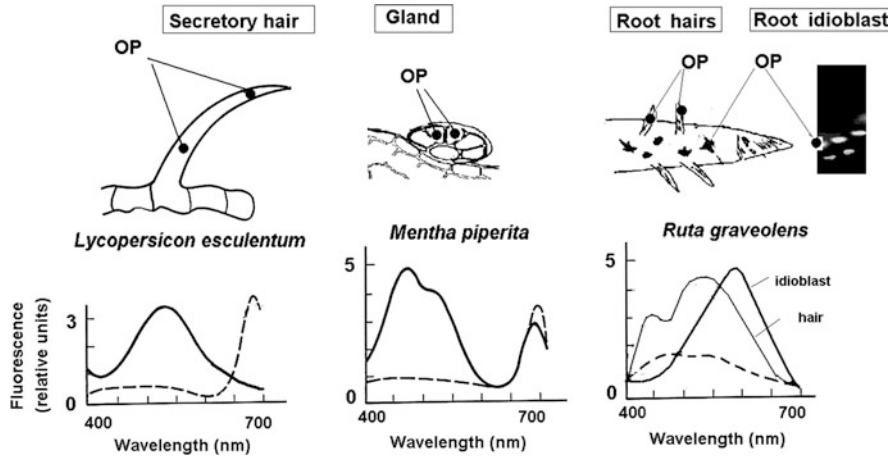 Secretory hair
Gland
Root hairs
Root idioblast
OP
OP
OP
OP
Lycopersicon esculentum
Mentha piperita
Ruta graveolens
Fluorescence
(relative units)
3
0
400
700
Wavelength (nm)
5
0
400
700
Wavelength (nm)
5
0
idioblast
hair
400
700
Wavelength (nm)